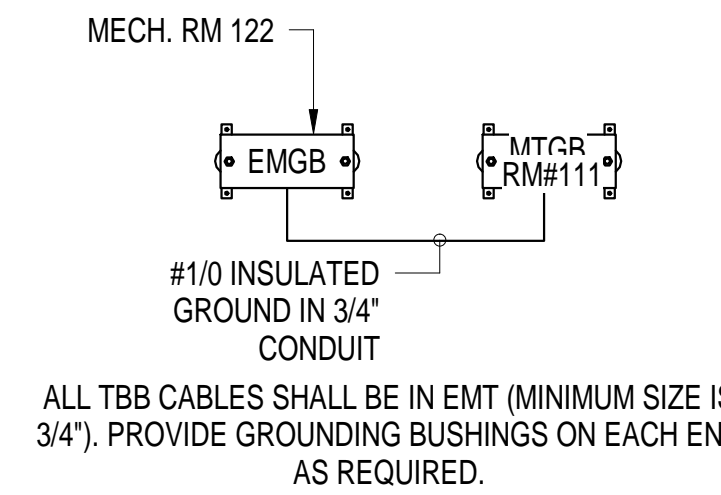 MECH. RM 122
EMGB
MTGB
RM#111
#1/0 INSULATED
GROUND IN 3/4"
CONDUIT
ALL TBB CABLES SHALL BE IN EMT (MINIMUM SIZE IS
3/4"). PROVIDE GROUNDING BUSHINGS ON EACH EN
AS REQUIRED.